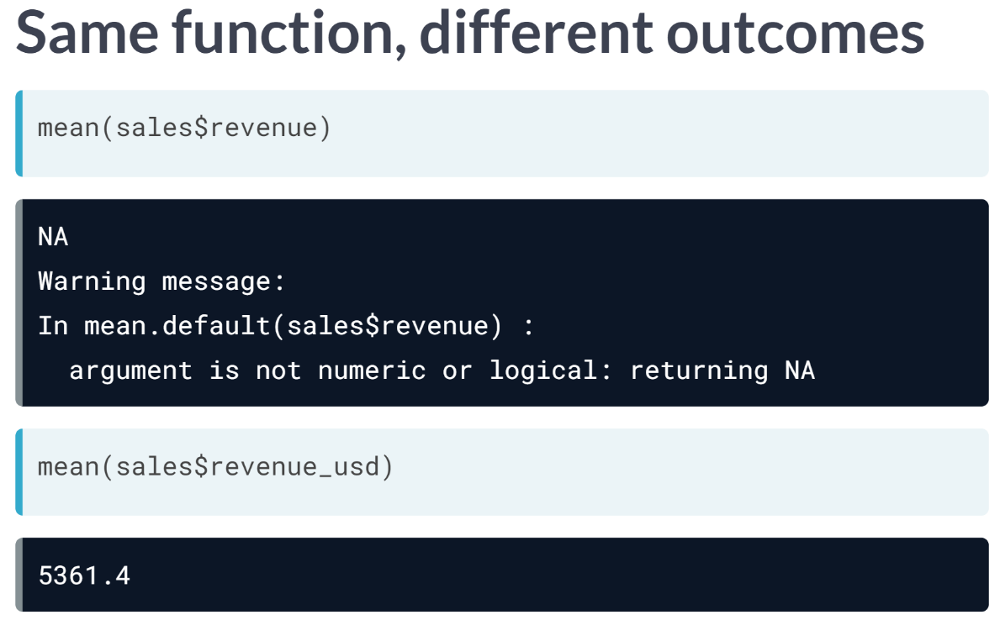 Same function, different outcomes
mean(sales$revenue)
NA
Warning message:
In mean.default(sales$revenue) :
  argument is not numeric or logical: returning NA
mean(sales$revenue_usd)
5361.4